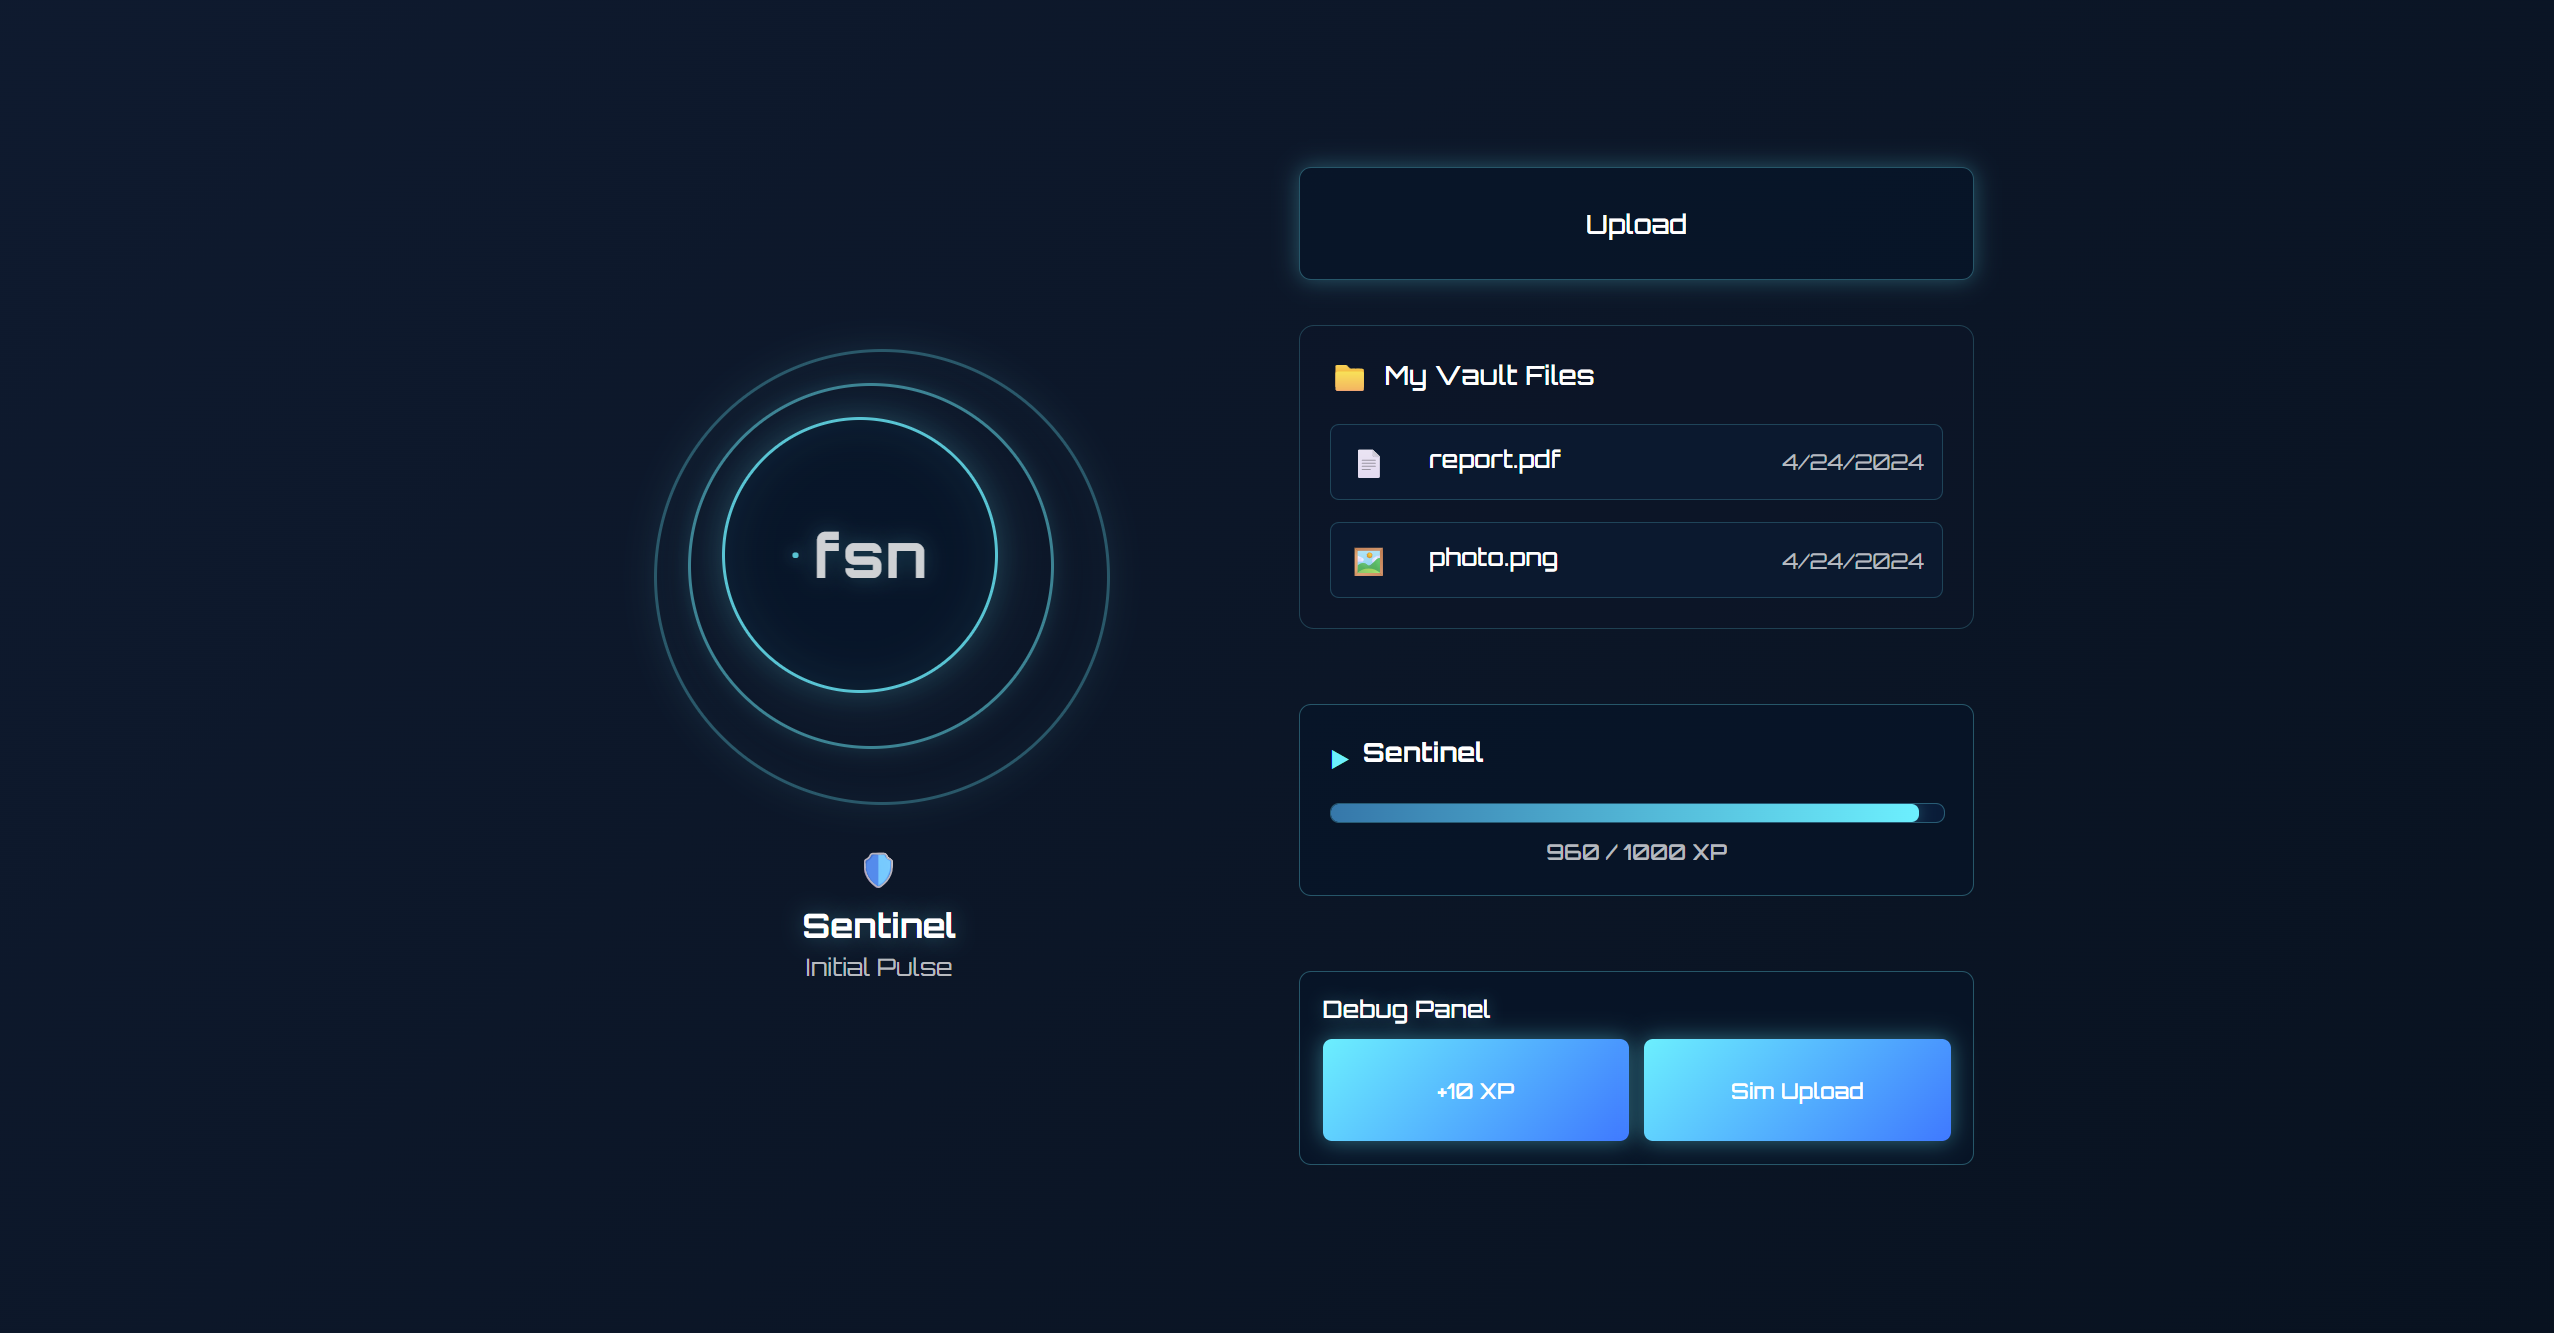 · fsn
Sentinel
Initial Pulse
Upload
My Vault Files
report.pdf 4/24/2024
photo.png 4/24/2024
Sentinel
960 / 1000 XP
Debug Panel
+10 XP Sim Upload